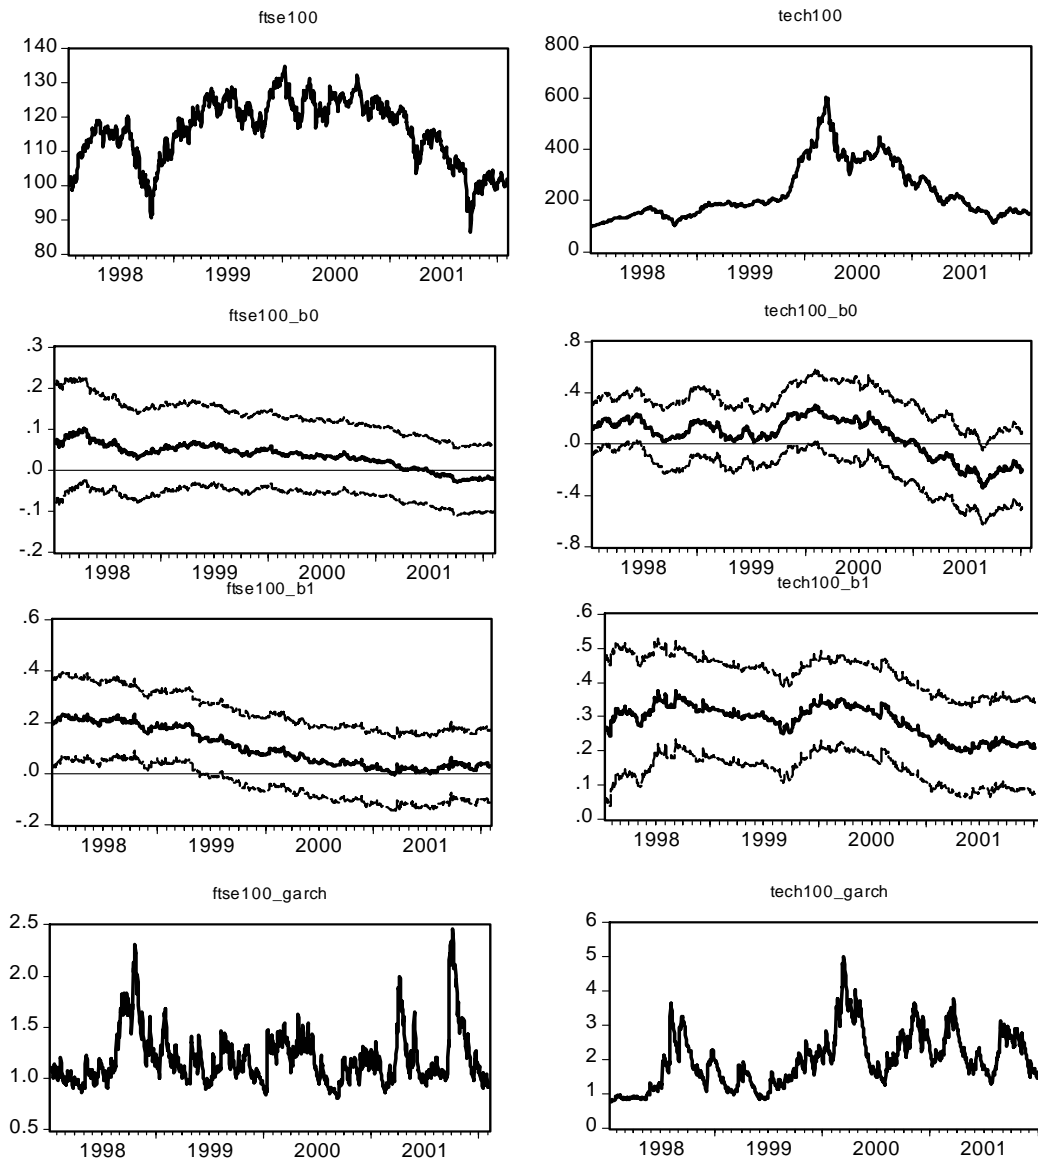 ftse100
140
130
120
110
100
90
80
1998 1999 2000 2001
tech100
800
600
400
200
0
1998 1999 2000 2001
ftse100_b0
.3
.2
.1
.0
-.1
-.2
1998 1999 2000 2001
tech100_b0
.8
.4
.0
-.4
-.8
1998 1999 2000 2001
ftse100_b1
.6
.4
.2
.0
-.2
1998 1999 2000 2001
tech100_b1
.6
.5
.4
.3
.2
.1
.0
1998 1999 2000 2001
ftse100_garch
2.5
2.0
1.5
1.0
0.5
1998 1999 2000 2001
tech100_garch
6
5
4
3
2
1
0
1998 1999 2000 2001